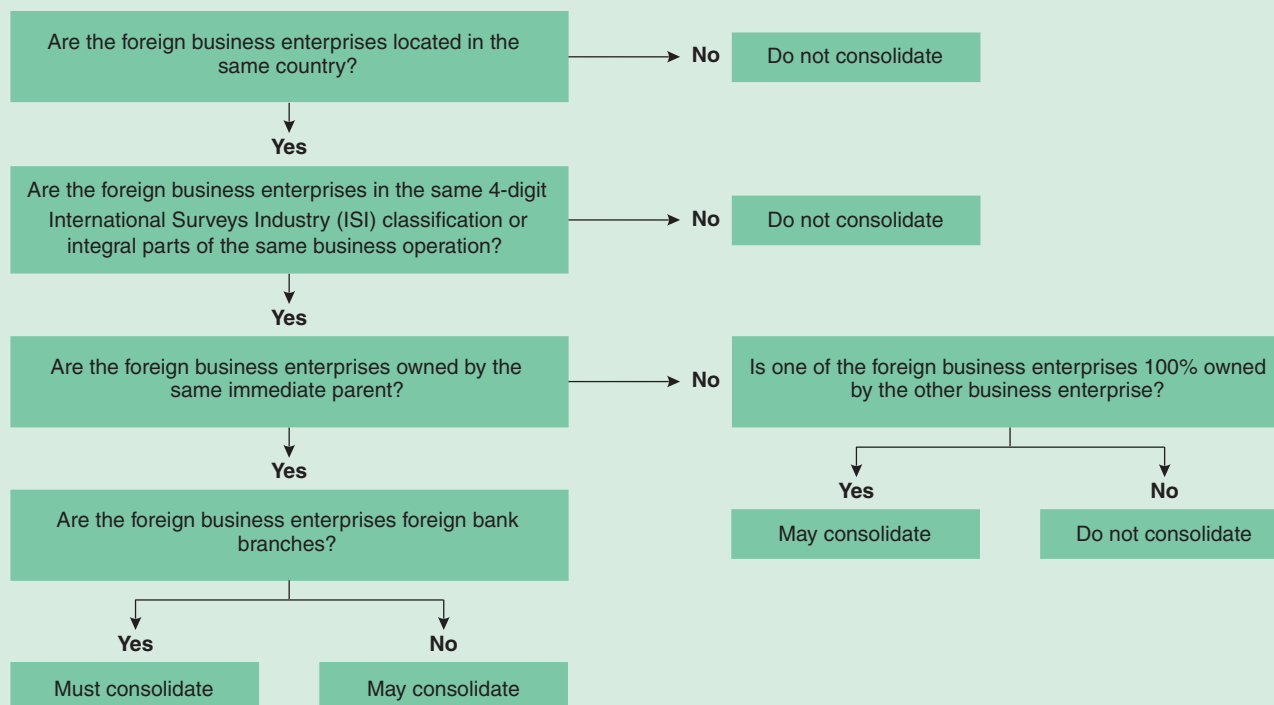 Are the foreign business enterprises located in the
same country?
No
Do not consolidate
Yes
Are the foreign business enterprises in the same 4-digit
International Surveys Industry (ISI) classification or
integral parts of the same business operation?
No
Do not consolidate
Yes
Are the foreign business enterprises owned by the
same immediate parent?
No
Is one of the foreign business enterprises 100% owned
by the other business enterprise?
Yes
No
May consolidate
Do not consolidate
Yes
Are the foreign business enterprises foreign bank
branches?
Yes
No
Must consolidate
May consolidate